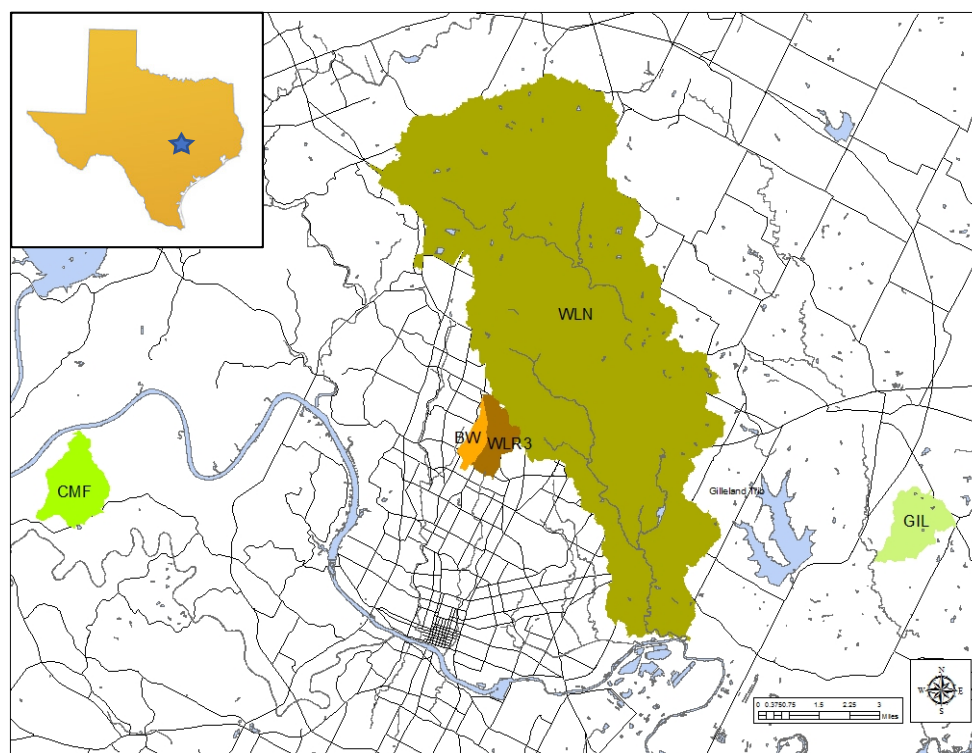 WLN
BW
WLR3
CMF
Gilleland Trib
GIL
N
W
E
S
0 0.3750.75 1.5 2.25 3
Miles